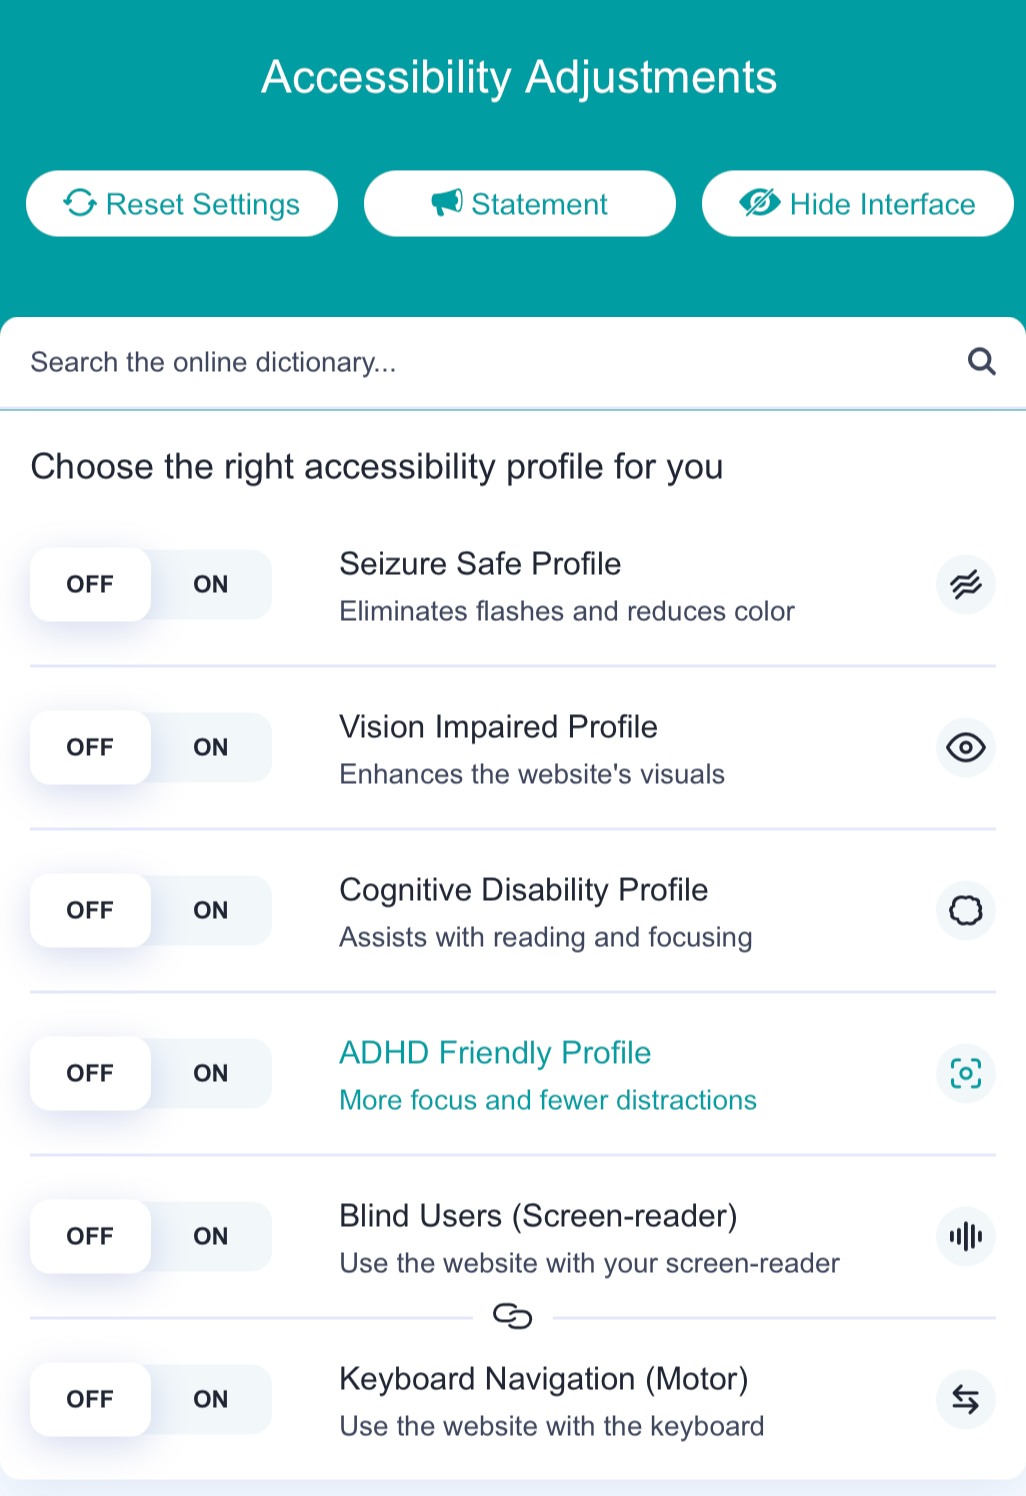 Accessibility Adjustments
Reset Settings
Statement
Hide Interface
Search the online dictionary...
Choose the right accessibility profile for you
OFF ON
Seizure Safe Profile
Eliminates flashes and reduces color
OFF ON
Vision Impaired Profile
Enhances the website's visuals
OFF ON
Cognitive Disability Profile
Assists with reading and focusing
OFF ON
ADHD Friendly Profile
More focus and fewer distractions
OFF ON
Blind Users (Screen-reader)
Use the website with your screen-reader
OFF ON
Keyboard Navigation (Motor)
Use the website with the keyboard